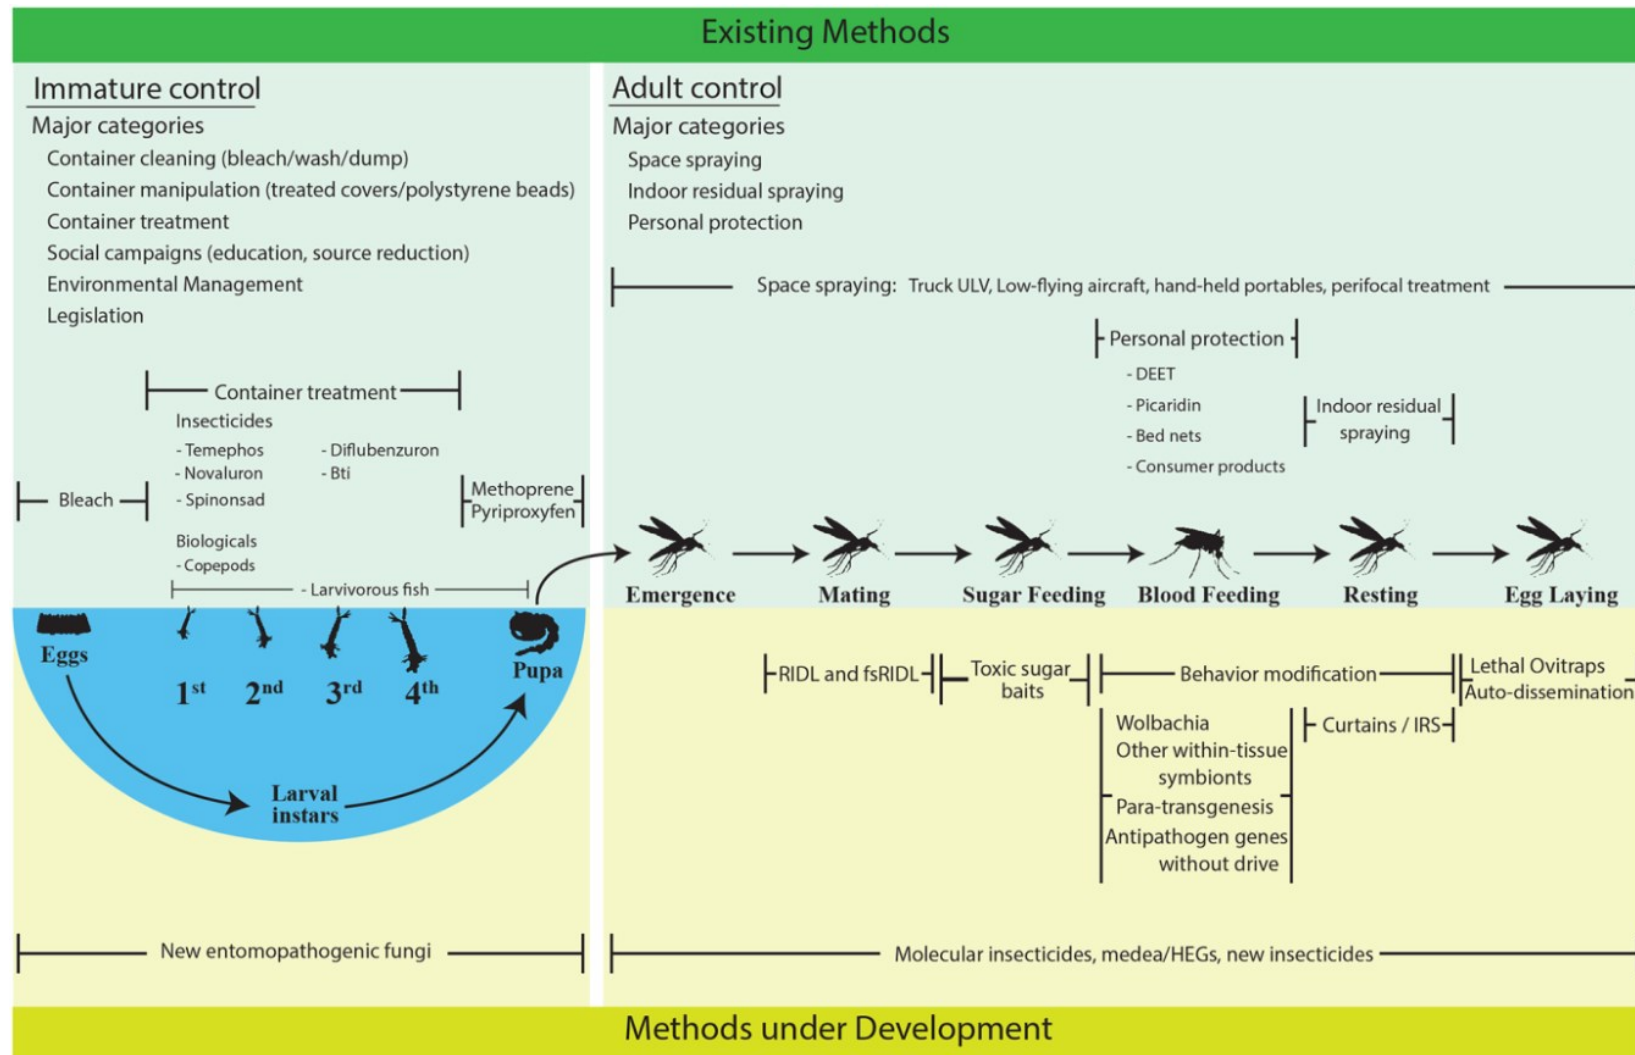 Existing Methods
Immature control
Major categories
Container cleaning (bleach/wash/dump)
Container manipulation (treated covers/polystyrene beads)
Container treatment
Social campaigns (education, source reduction)
Environmental Management
Legislation
Container treatment
Insecticides
- Temephos
- Novaluron
- Spinonsad
- Diflubenzuron
- Bti
Biologicals
- Copepods
- Larvivorous fish
Bleach
Methoprene
Pyriproxyfen
Eggs
1st
2nd
3rd
4th
Pupa
Larval
instars
Adult control
Major categories
Space spraying
Indoor residual spraying
Personal protection
Space spraying: Truck ULV, Low-flying aircraft, hand-held portables, perifocal treatment
Personal protection
- DEET
- Picaridin
- Bed nets
- Consumer products
Indoor residual
spraying
Emergence
Mating
Sugar Feeding
Blood Feeding
Resting
Egg Laying
RIDL and fsRIDL
Toxic sugar
baits
Behavior modification
Lethal Ovitraps
Auto-dissemination
Wolbachia
Other within-tissue
symbionts
Para-transgenesis
Antipathogen genes
without drive
Curtains / IRS
New entomopathogenic fungi
Molecular insecticides, medea/HEGs, new insecticides
Methods under Development